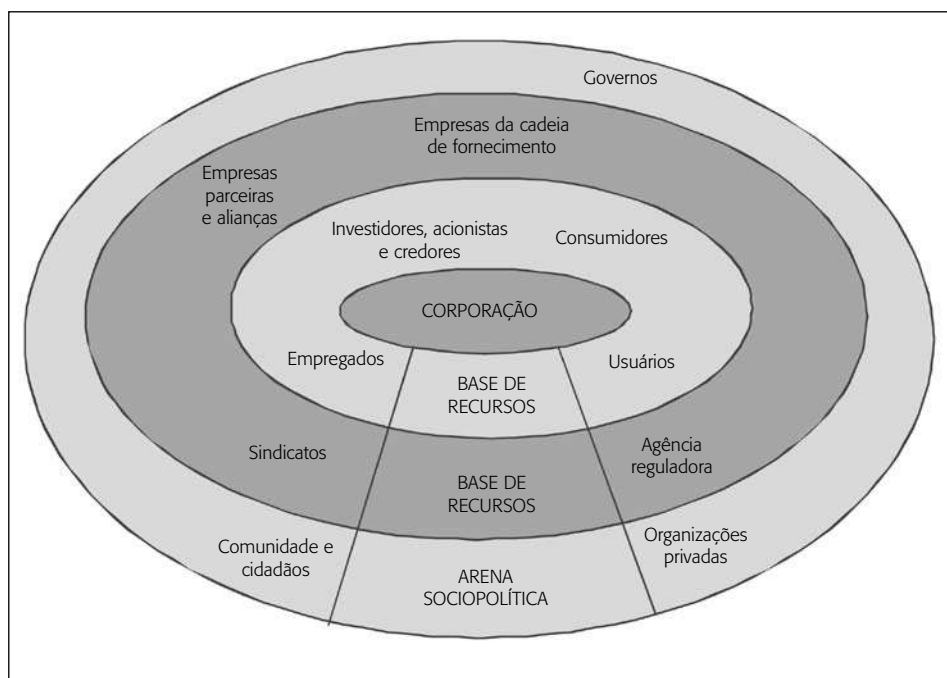 Governos
Empresas da cadeia
de fornecimento
Empresas
parceiras
e alianças
Investidores, acionistas
e credores
Consumidores
CORPORAÇÃO
Empregados
Usuários
BASE DE
RECURSOS
Sindicatos
Agência
reguladora
BASE DE
RECURSOS
Comunidade e
cidadãos
Organizações
privadas
ARENA
SOCIOPOLÍTICA